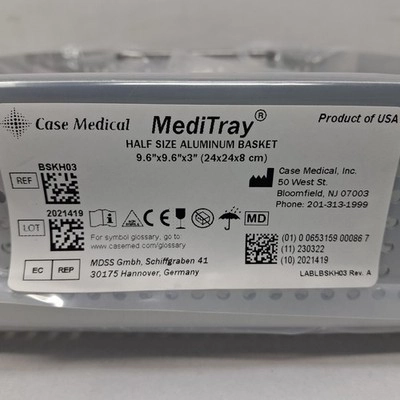 Case Medical
MediTray®
Product of USA
HALF SIZE ALUMINUM BASKET
9.6"x9.6"x3" (24x24x8 cm)
BSKH03
REF
Case Medical, Inc.
50 West St.
Bloomfield, NJ 07003
Phone: 201-313-1999
2021419
LOT
MD
For symbol glossary, go to
www.casemed.com/glossary
EC REP
MDSS Gmbh, Schiffgraben 41
30175 Hannover, Germany
(01) 0 0653159 00086 7
(11) 230322
(10) 2021419
LABLBSKH03 Rev. A